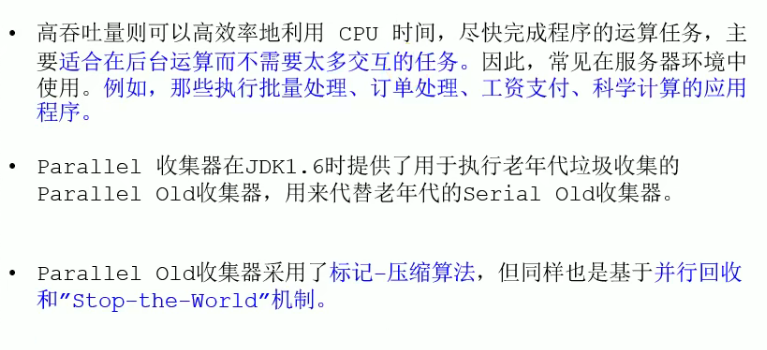 • 高吞吐量则可以高效率地利用 CPU 时间，尽快完成程序的运算任务，主
要适合在后台运算而不需要太多交互的任务。因此，常见在服务器环境中
使用。例如，那些执行批量处理、订单处理、工资支付、科学计算的应用
程序。
• Parallel 收集器在JDK1.6时提供了用于执行老年代垃圾收集的
Parallel Old收集器，用来代替老年代的Serial Old收集器。
• Parallel Old收集器采用了标记-压缩算法，但同样也是基于并行回收
和”Stop-the-World”机制。